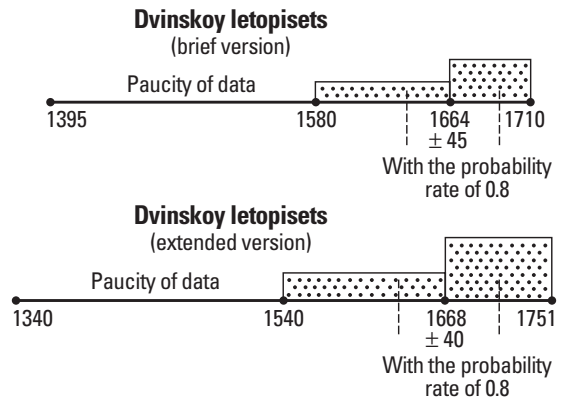 Dvinskoy letopisets
(brief version)
Paucity of data
1395 1580 1664 1710
± 45
With the probability
rate of 0.8
Dvinskoy letopisets
(extended version)
Paucity of data
1340 1540 1668 1751
± 40
With the probability
rate of 0.8